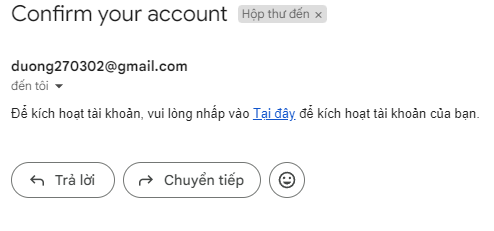 Confirm your account Hộp thư đến ×
duong270302@gmail.com
đến tôi
Để kích hoạt tài khoản, vui lòng nhấp vào Tại đây để kích hoạt tài khoản của bạn.
Trả lời Chuyển tiếp